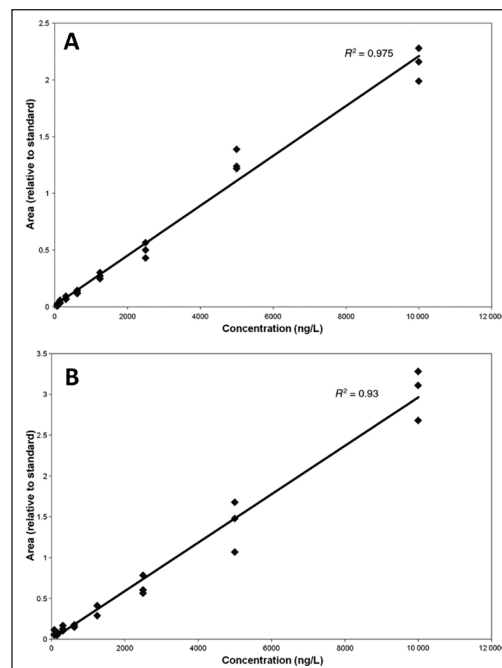 A
2.5
2
1.5
1
0.5
0
R² = 0.975
Area (relative to standard)
0 2000 4000 6000 8000 10 000 12 000
Concentration (ng/L)
B
3.5
3
2.5
2
1.5
1
0.5
0
R² = 0.93
Area (relative to standard)
0 2000 4000 6000 8000 10 000 12 000
Concentration (ng/L)